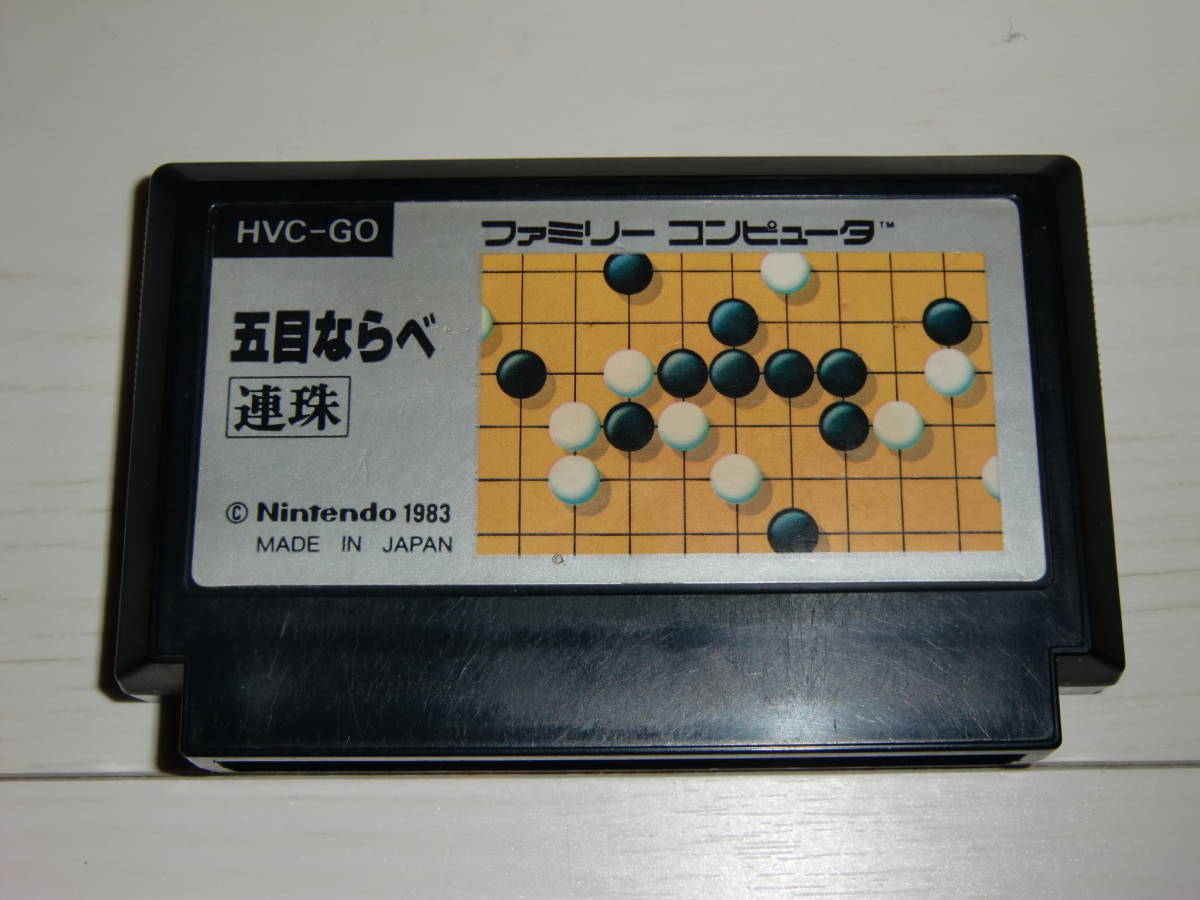 HVC-GO
ファミリー コンピュータ™
五目ならべ
連珠
© Nintendo 1983
MADE IN JAPAN